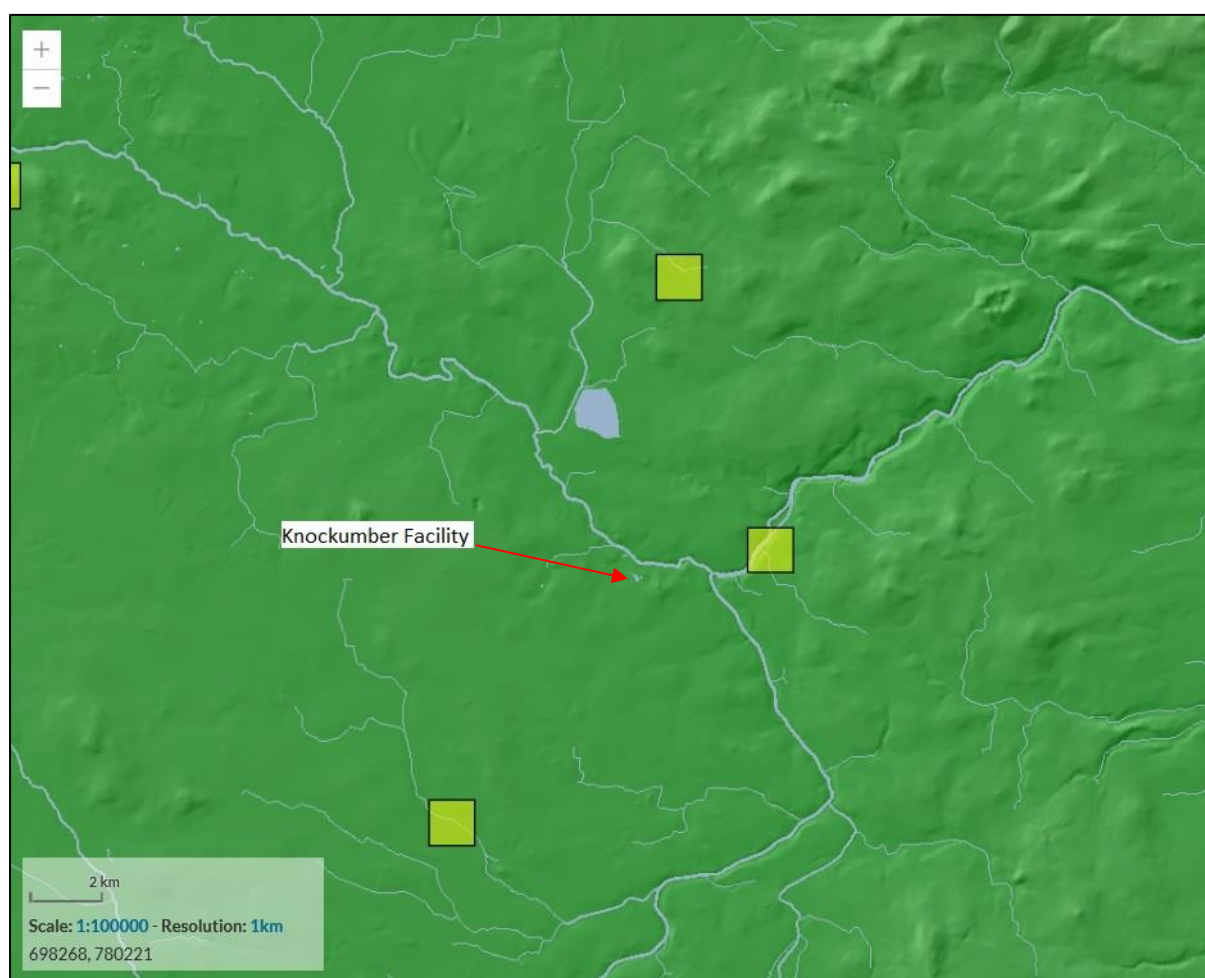 +
−
Knockumber Facility
2 km
Scale: 1:100000 - Resolution: 1km
698268, 780221